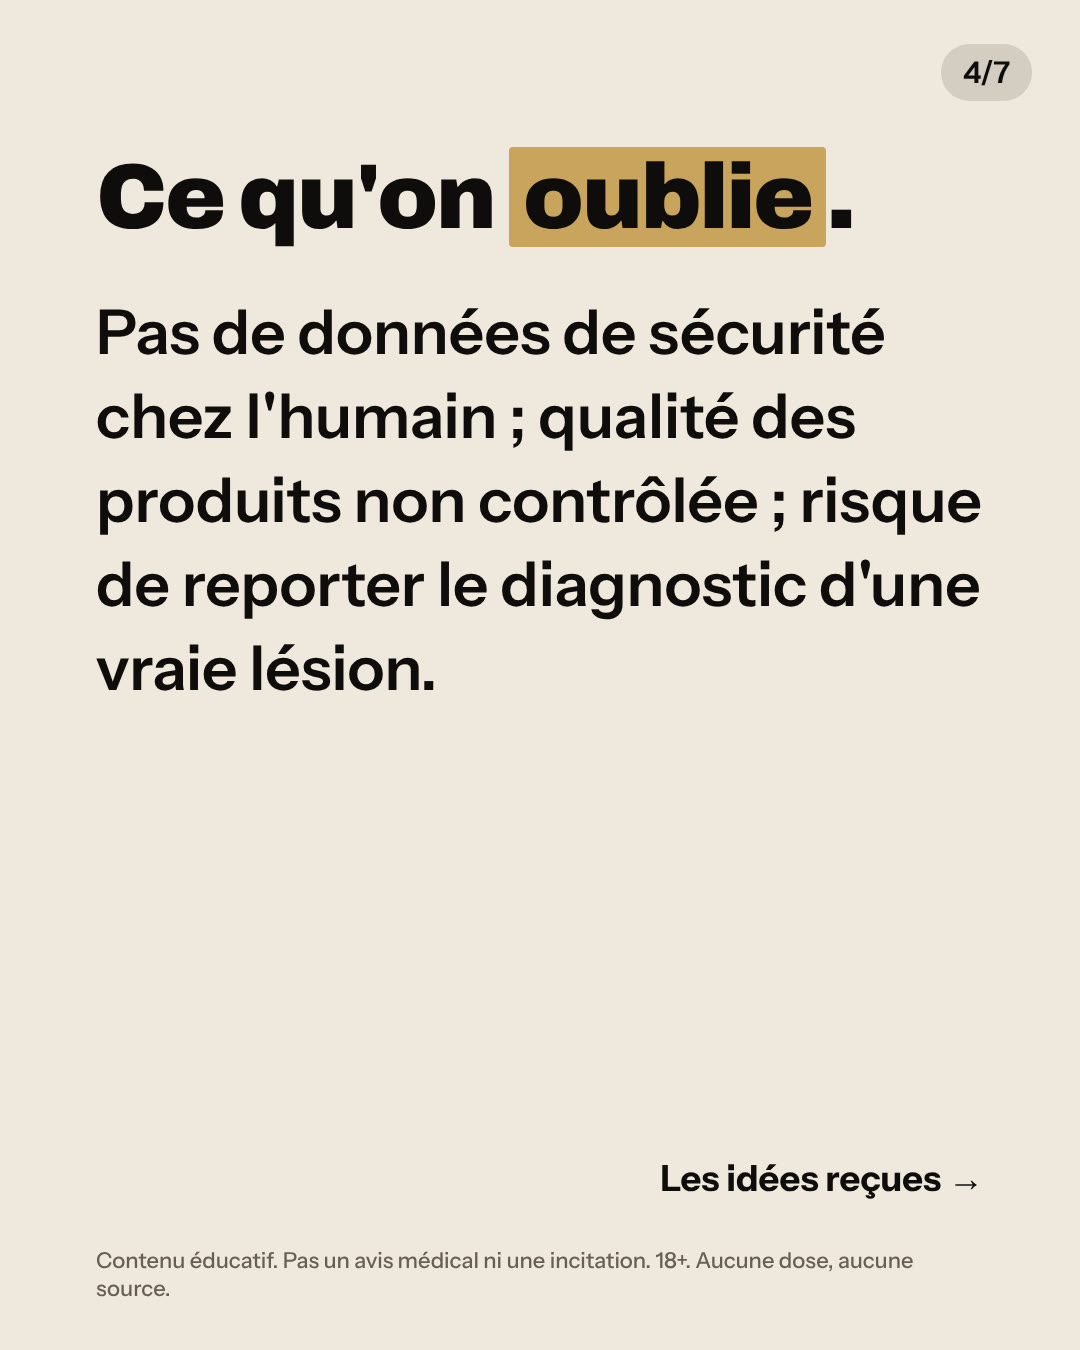 4/7
Ce qu'on oublie.
Pas de données de sécurité
chez l'humain ; qualité des
produits non contrôlée ; risque
de reporter le diagnostic d'une
vraie lésion.
Les idées reçues →
Contenu éducatif. Pas un avis médical ni une incitation. 18+. Aucune dose, aucune
source.